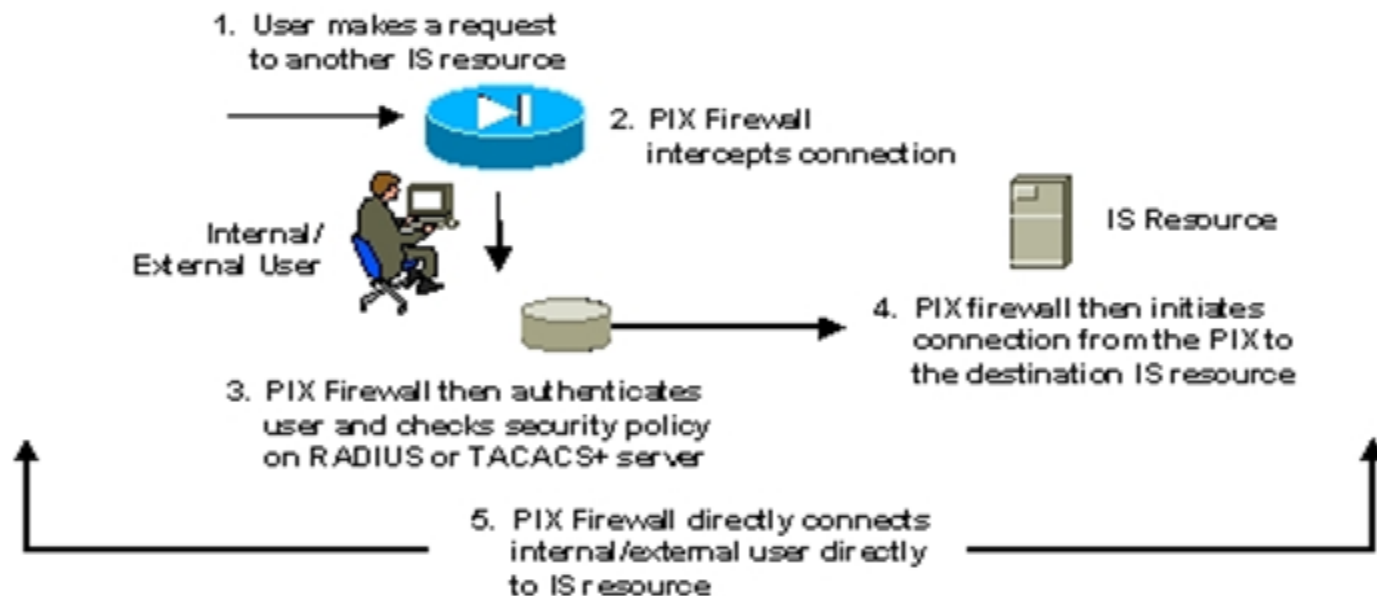 1. User makes a request
to another IS resource
2. PIX Firewall
intercepts connection
Internal/
External User
IS Resource
3. PIX Firewall then authenticates
user and checks security policy
on RADIUS or TACACS+ server
4. PIX firewall then initiates
connection from the PIX to
the destination IS resource
5. PIX Firewall directly connects
internal/external user directly
to IS resource